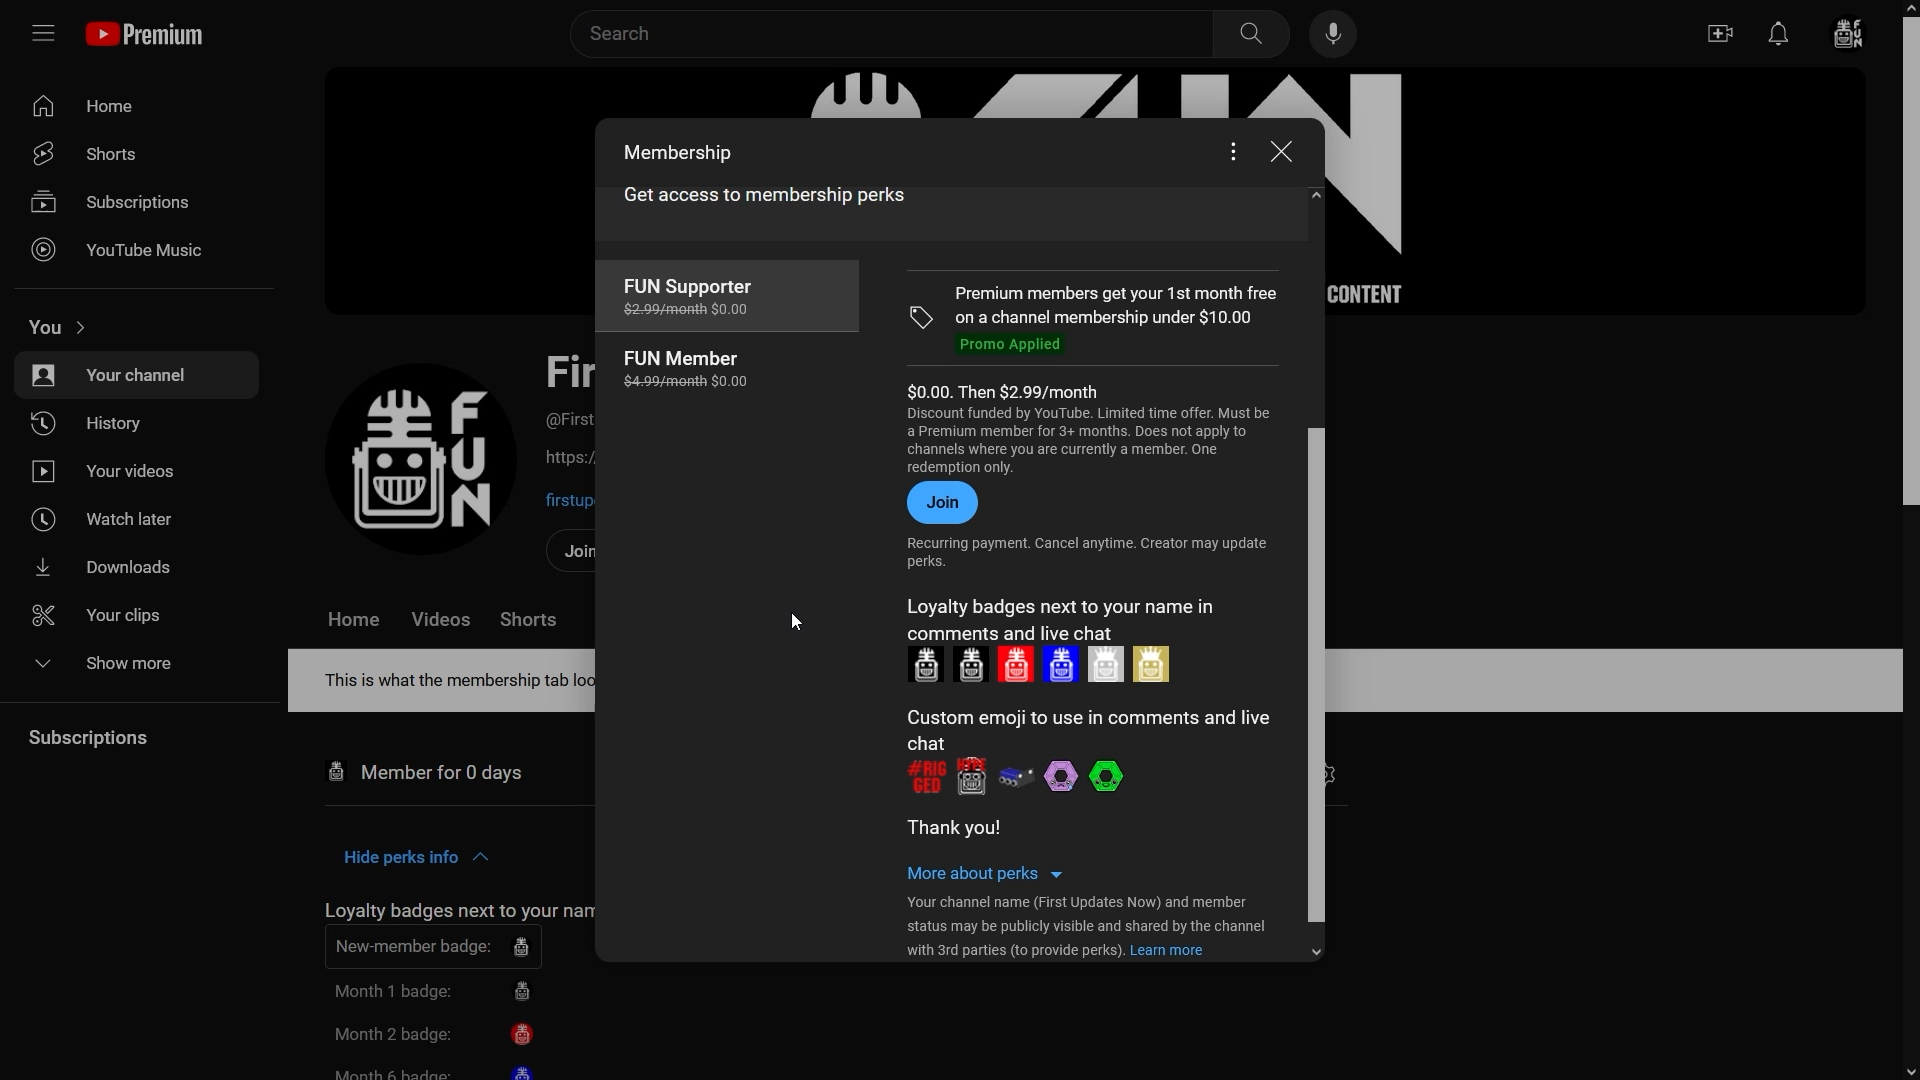 Premium
Search
FUN
Home
Shorts
Subscriptions
YouTube Music
You
Your channel
History
Your videos
Watch later
Downloads
Your clips
Show more
Subscriptions
CONTENT
FUN
Fir
@First
https:/
firstup
Join
Home Videos Shorts
This is what the membership tab loo
Member for 0 days
Hide perks info
Loyalty badges next to your nam
New-member badge:
Month 1 badge:
Month 2 badge:
Month 6 badge:
Membership
Get access to membership perks
FUN Supporter
$2.99/month $0.00
FUN Member
$4.99/month $0.00
Premium members get your 1st month free
on a channel membership under $10.00
Promo Applied
$0.00. Then $2.99/month
Discount funded by YouTube. Limited time offer. Must be
a Premium member for 3+ months. Does not apply to
channels where you are currently a member. One
redemption only.
Join
Recurring payment. Cancel anytime. Creator may update
perks.
Loyalty badges next to your name in
comments and live chat
Custom emoji to use in comments and live
chat
#RIG
GED
HYPE
Thank you!
More about perks
Your channel name (First Updates Now) and member
status may be publicly visible and shared by the channel
with 3rd parties (to provide perks). Learn more